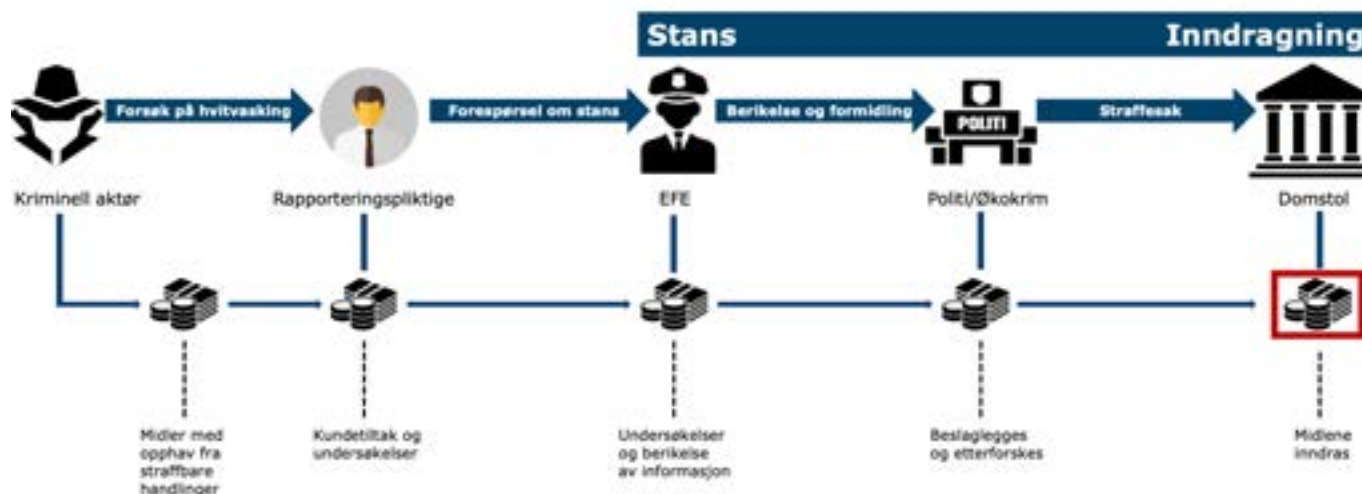 Stans Inndragning
Forsøk på hvitvasking
Forespørsel om stans
Berikelse og formidling
POLITI
Straffesak
Kriminell aktør
Rapporteringspliktige
EFE
Politi/Økokrim
Domstol
Midler med
opphav fra
straffbare
handlinger
Kundetiltak og
undersøkelser
Undersøkelser
og berikelse
av informasjon
Beslaglegges
og etterforskes
Midlene
inndras